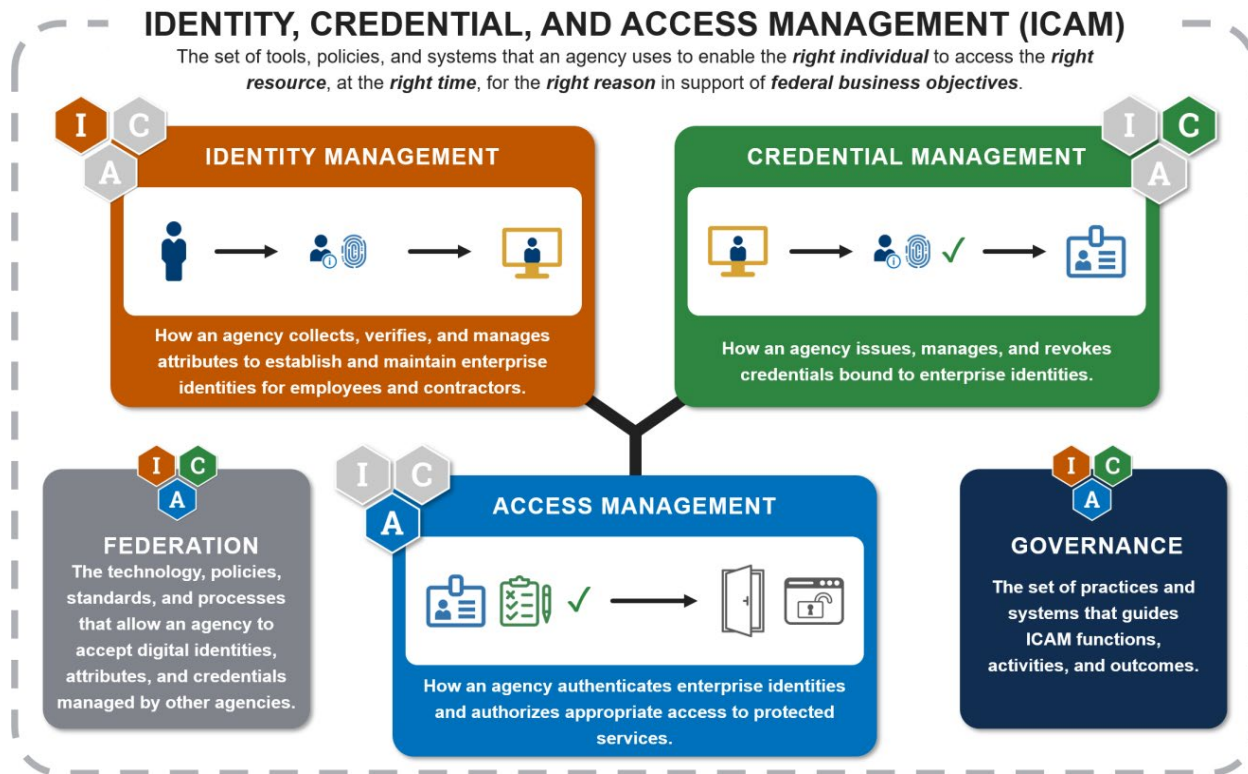 IDENTITY, CREDENTIAL, AND ACCESS MANAGEMENT (ICAM)
The set of tools, policies, and systems that an agency uses to enable the right individual to access the right
resource, at the right time, for the right reason in support of federal business objectives.
I
C
A
IDENTITY MANAGEMENT
How an agency collects, verifies, and manages
attributes to establish and maintain enterprise
identities for employees and contractors.
I
C
A
CREDENTIAL MANAGEMENT
How an agency issues, manages, and revokes
credentials bound to enterprise identities.
I
C
A
FEDERATION
The technology, policies,
standards, and processes
that allow an agency to
accept digital identities,
attributes, and credentials
managed by other agencies.
I
C
A
ACCESS MANAGEMENT
How an agency authenticates enterprise identities
and authorizes appropriate access to protected
services.
I
C
A
GOVERNANCE
The set of practices and
systems that guides
ICAM functions,
activities, and outcomes.